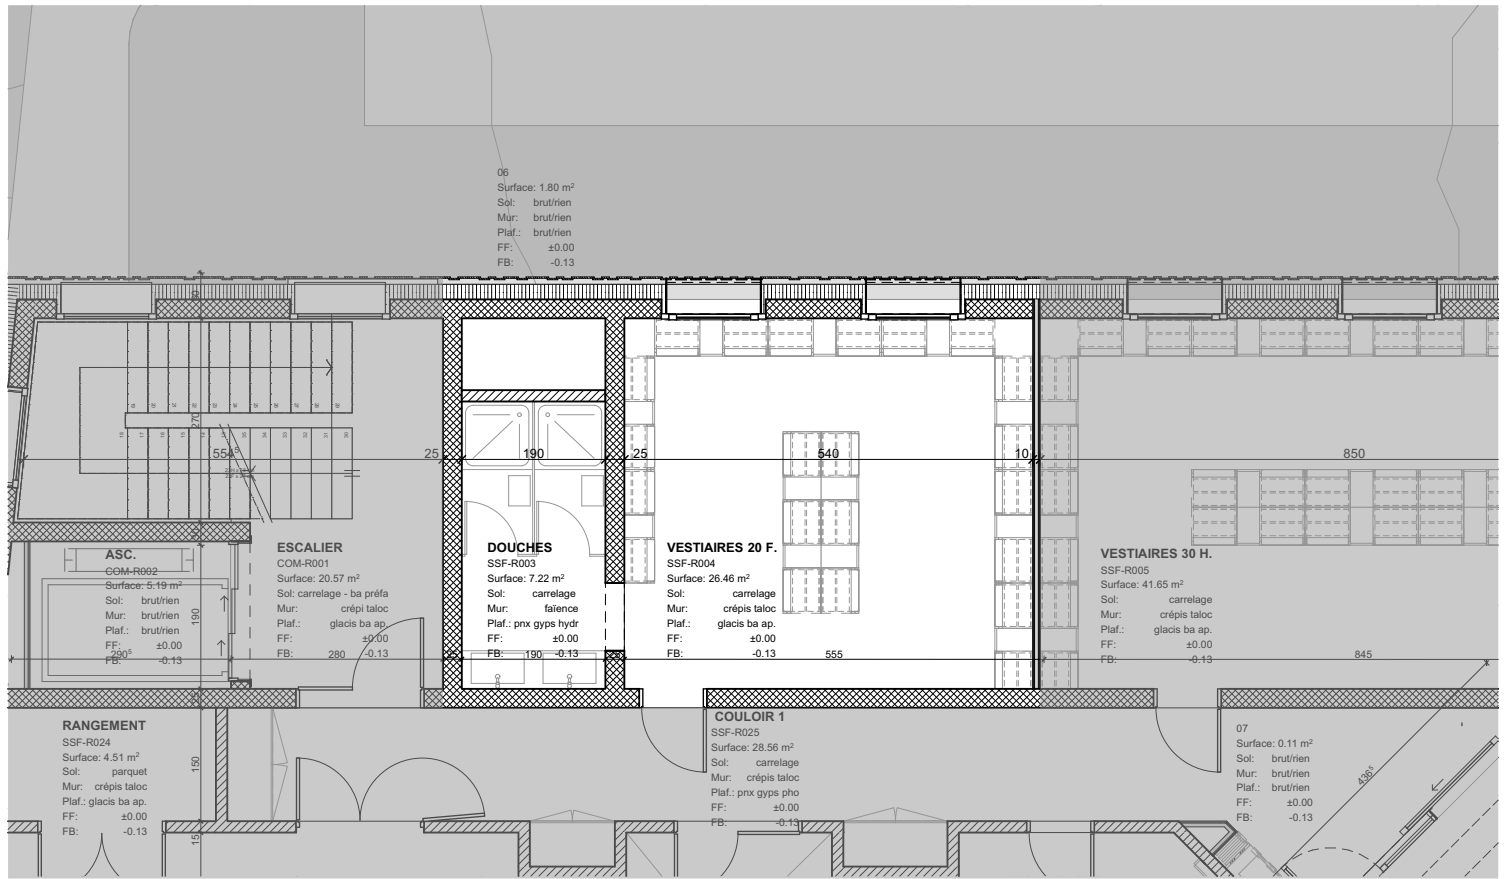 06
Surface: 1.80 m²
Sol: brut/rien
Mur: brut/rien
Plaf.: brut/rien
FF: ±0.00
FB: -0.13
270
554⁵
25
190
25
540
10
850
ASC.
COM-R002
Surface: 5.19 m²
Sol: brut/rien
Mur: brut/rien
Plaf.: brut/rien
FF: ±0.00
FB: -0.13
290⁵
190
ESCALIER
COM-R001
Surface: 20.57 m²
Sol: carrelage - ba préfa
Mur: crépi taloc
Plaf.: glacis ba ap.
FF: ±0.00
FB: -0.13
280
DOUCHES
SSF-R003
Surface: 7.22 m²
Sol: carrelage
Mur: faïence
Plaf.: pnx gyps hydr
FF: ±0.00
FB: -0.13
25
190
VESTIAIRES 20 F.
SSF-R004
Surface: 26.46 m²
Sol: carrelage
Mur: crépis taloc
Plaf.: glacis ba ap.
FF: ±0.00
FB: -0.13
555
VESTIAIRES 30 H.
SSF-R005
Surface: 41.65 m²
Sol: carrelage
Mur: crépis taloc
Plaf.: glacis ba ap.
FF: ±0.00
FB: -0.13
845
RANGEMENT
SSF-R024
Surface: 4.51 m²
Sol: parquet
Mur: crépis taloc
Plaf.: glacis ba ap.
FF: ±0.00
FB: -0.13
25
150
15
COULOIR 1
SSF-R025
Surface: 28.56 m²
Sol: carrelage
Mur: crépis taloc
Plaf.: pnx gyps pho
FF: ±0.00
FB: -0.13
07
Surface: 0.11 m²
Sol: brut/rien
Mur: brut/rien
Plaf.: brut/rien
FF: ±0.00
FB: -0.13
436⁵